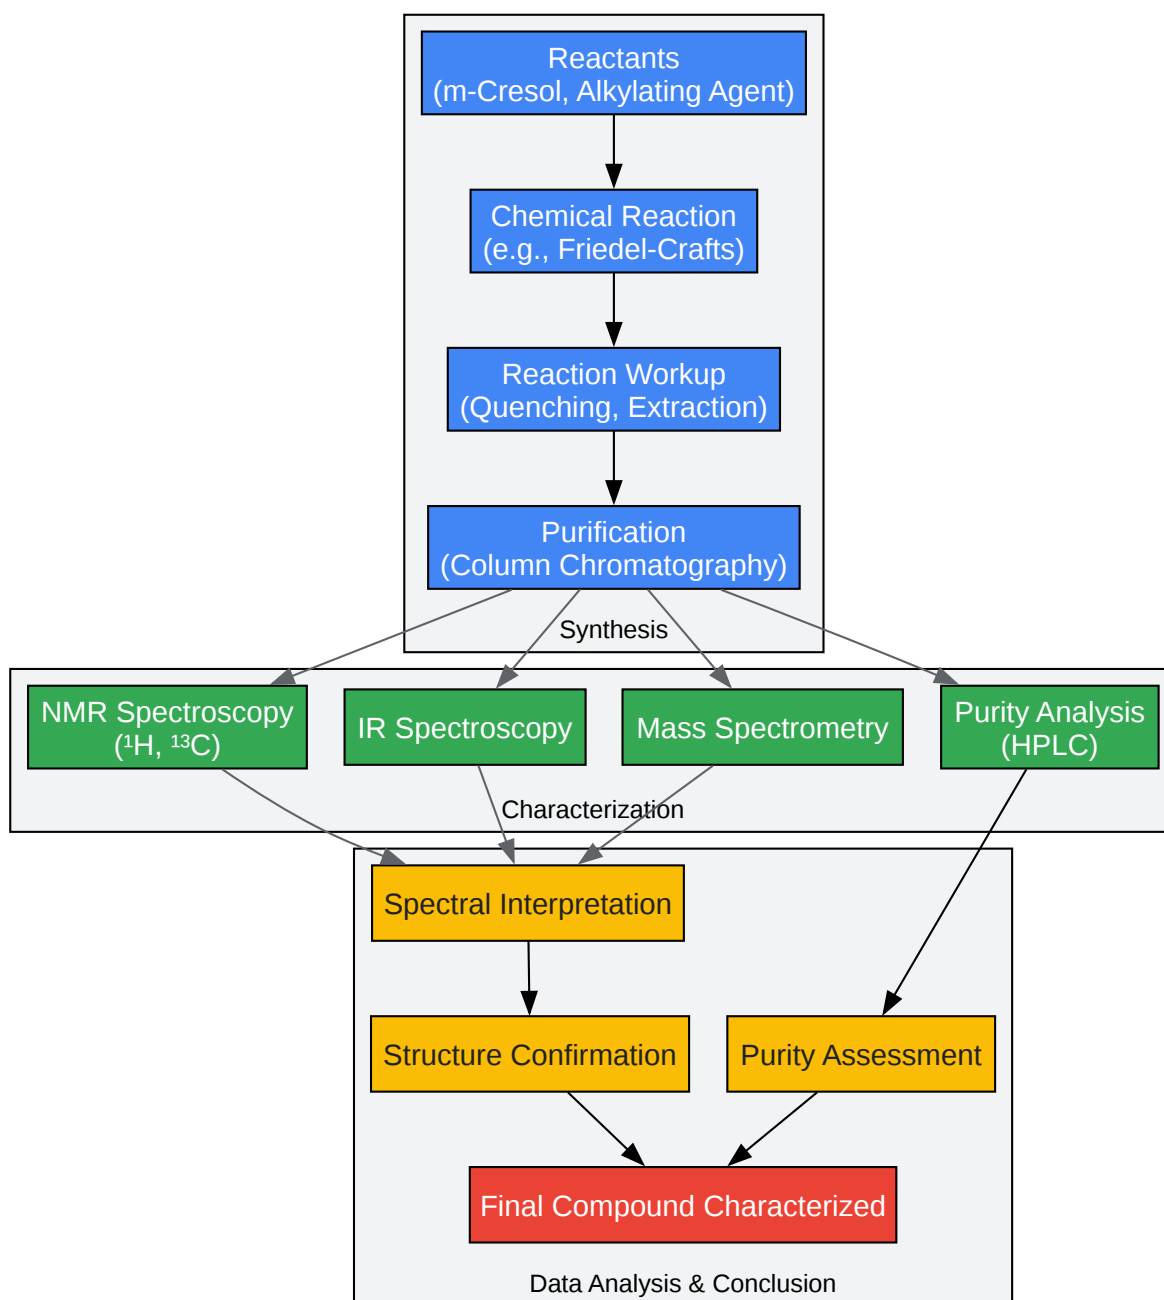 Reactants
(m-Cresol, Alkylating Agent)
Chemical Reaction
(e.g., Friedel-Crafts)
Reaction Workup
(Quenching, Extraction)
Purification
(Column Chromatography)
Synthesis
NMR Spectroscopy
(¹H, ¹³C)
IR Spectroscopy
Mass Spectrometry
Purity Analysis
(HPLC)
Characterization
Spectral Interpretation
Structure Confirmation
Purity Assessment
Final Compound Characterized
Data Analysis & Conclusion